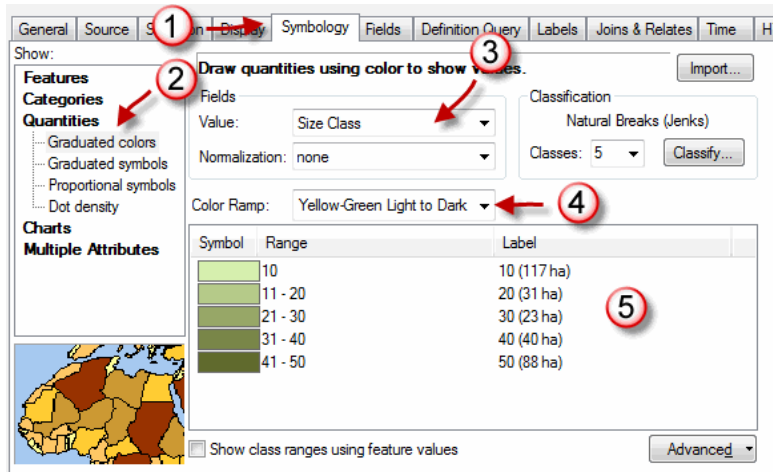 1
General Source S on Display Symbology Fields Definition Query Labels Joins & Relates Time H
Show:
Features
Categories
Quantities
Graduated colors
Graduated symbols
Proportional symbols
Dot density
Charts
Multiple Attributes
2
Draw quantities using color to show values.
Import...
3
Fields
Value: Size Class
Normalization: none
Classification
Natural Breaks (Jenks)
Classes: 5 Classify...
Color Ramp: Yellow-Green Light to Dark
4
Symbol Range Label
10 10 (117 ha)
11 - 20 20 (31 ha)
21 - 30 30 (23 ha)
31 - 40 40 (40 ha)
41 - 50 50 (88 ha)
5
Show class ranges using feature values
Advanced